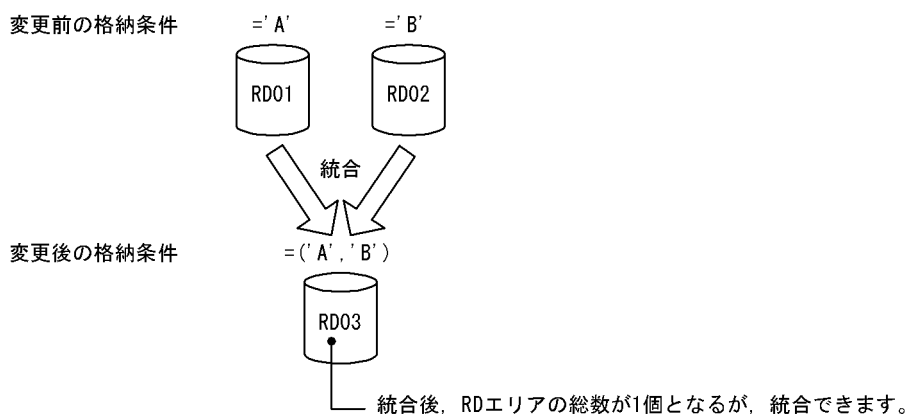 変更前の格納条件 ='A' ='B'
RD01 RD02
統合
変更後の格納条件 =('A','B')
RD03
統合後，RDエリアの総数が1個となるが，統合できます。